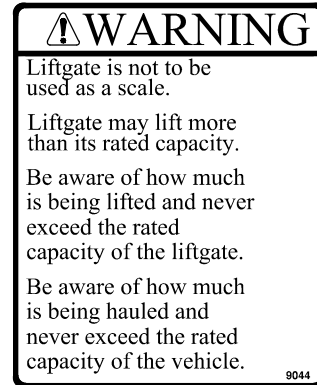 WARNING
Liftgate is not to be
used as a scale.
Liftgate may lift more
than its rated capacity.
Be aware of how much
is being lifted and never
exceed the rated
capacity of the liftgate.
Be aware of how much
is being hauled and
never exceed the rated
capacity of the vehicle.
9044